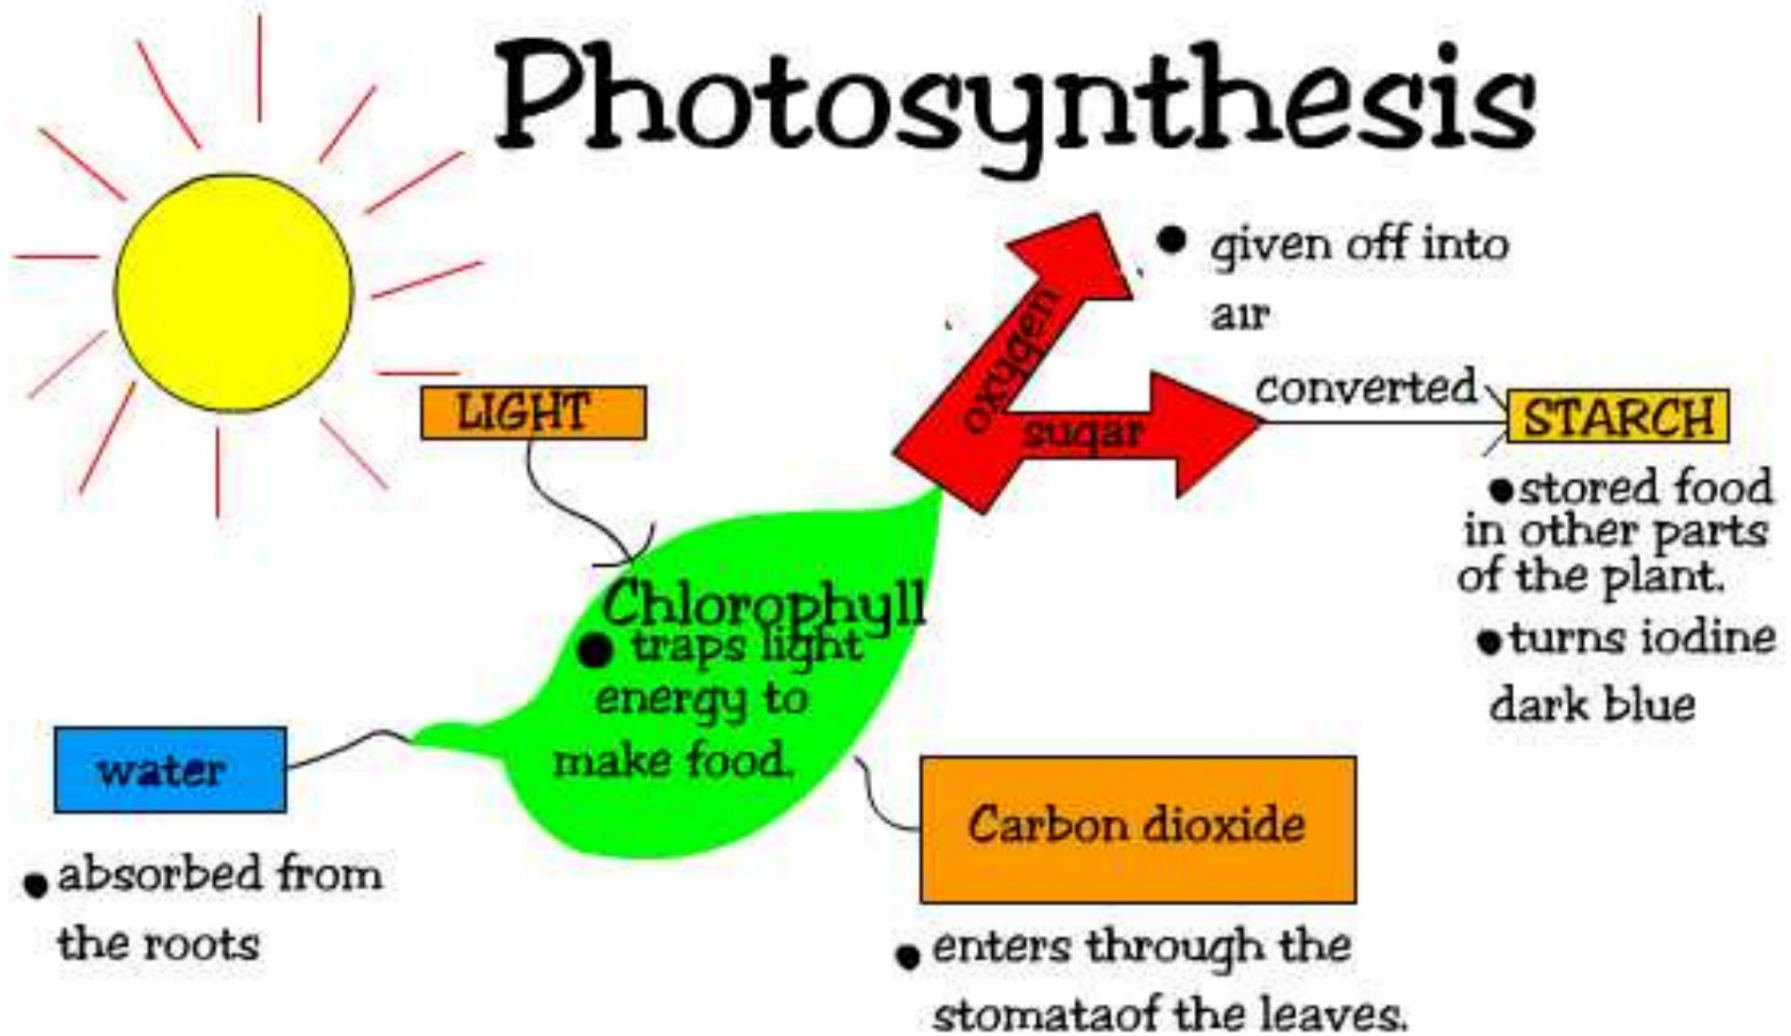 Photosynthesis
given off into
air
oxygen
sugar
converted
STARCH
stored food
in other parts
of the plant.
turns iodine
dark blue
LIGHT
Chlorophyll
traps light
energy to
make food.
water
absorbed from
the roots
Carbon dioxide
enters through the
stomataof the leaves.